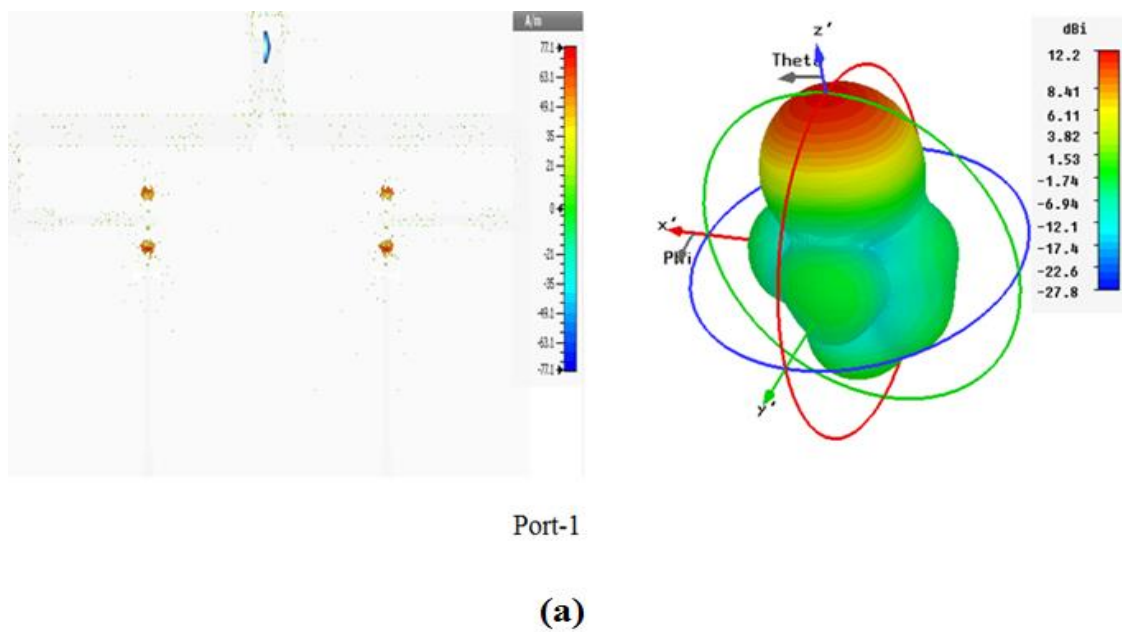 A/m
77.1
63.1
49.1
35
21
0
-21
-35
-49.1
-63.1
-77.1
z'
Theta
x'
Phi
y'
dBi
12.2
8.41
6.11
3.82
1.53
-1.74
-6.94
-12.1
-17.4
-22.6
-27.8
Port-1
(a)